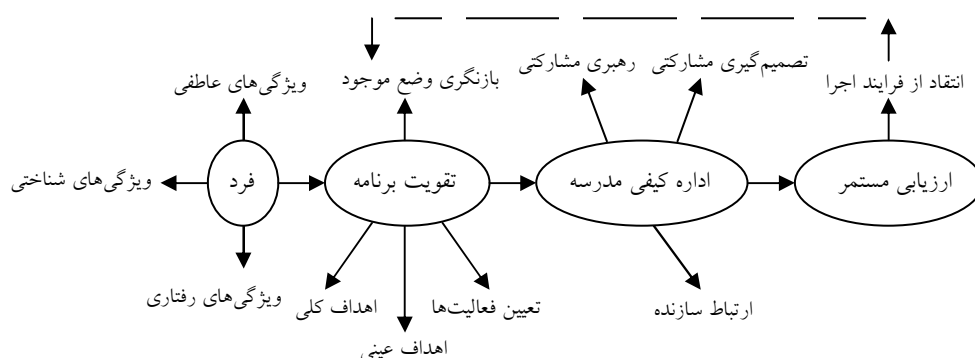 تصمیم‌گیری مشارکتی
رهبری مشارکتی
انتقاد از فرایند اجرا
بازنگری وضع موجود
ویژگی‌های عاطفی
ارزیابی مستمر
اداره کیفی مدرسه
تقویت برنامه
فرد
ویژگی‌های شناختی
ارتباط سازنده
تعیین فعالیت‌ها
اهداف کلی
ویژگی‌های رفتاری
اهداف عینی